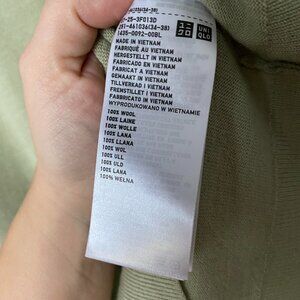 UNI
QLO
MADE IN VIETNAM
FABRIQUÉ AU VIETNAM
HERGESTELLT IN VIETNAM
FABRICADO EN VIETNAM
FABBRICATO A VIETNAM
GEMAAKT IN VIETNAM
TILLVERKAD I VIETNAM
FREMSTILLET I VIETNAM
FABRICADO EM VIETNAM
WYPRODUKOWANO W WIETNAMIE
100% WOOL
100% LAINE
100% WOLLE
100% LANA
100% LLANA
100% WOL
100% ULL
100% ULD
100% LANA
100% WEŁNA